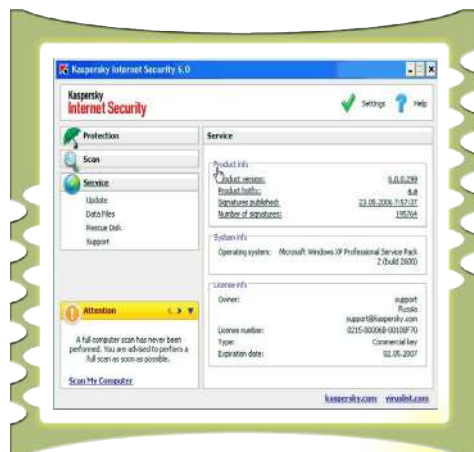 Kaspersky Internet Security 6.0
Kaspersky
Internet Security
Settings
Help
Protection
Scan
Service
Update
Data Files
Rescue Disk
Support
Attention
A full computer scan has never been
performed. You are advised to perform a
full scan as soon as possible.
Scan My Computer
Service
Product info
Product version: 6.0.0.299
Product hotfix: a.a
Signatures published: 23.05.2006 7:57:37
Number of signatures: 195764
System info
Operating system: Microsoft Windows XP Professional Service Pack
2 (build 2600)
License info
Owner: support
Russia
support@kaspersky.com
License number:
Type: Commercial key
Expiration date: 02.05.2007
kaspersky.com viruslist.com